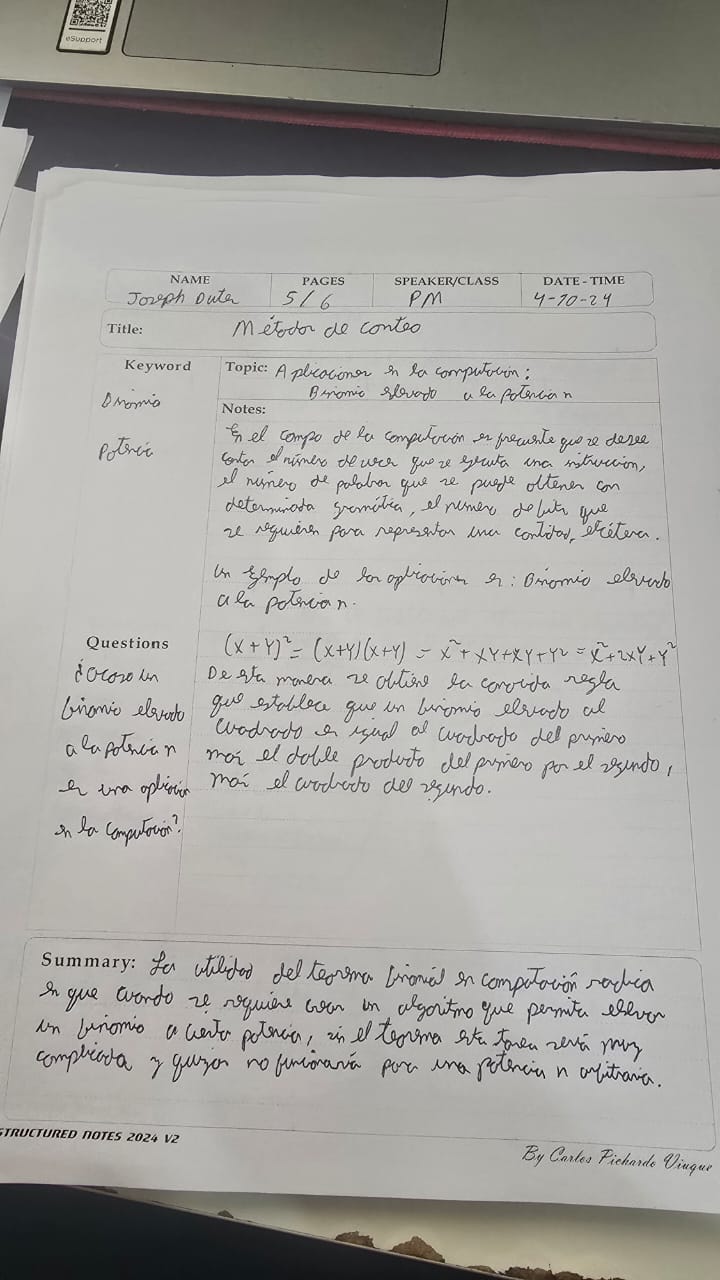 eSupport
NAME PAGES SPEAKER/CLASS DATE - TIME
Joseph 5/6 PM 4-10-24
Title: Métodos de conteo
Keyword
Binomio
Potencia
Topic: Aplicaciones en la computación:
Binomio elevado a la potencia n
Notes:
En el campo de la computación es frecuente que se desee
contar el número de veces que se ejecuta una instrucción,
el número de palabras que se puede obtener con
determinada gramática, el número de bits que
se requieren para representar una cantidad, etcétera.
Un ejemplo de las aplicaciones es: Binomio elevado
a la potencia n.
(X+Y)²= (X+Y)(X+Y) = X²+XY+XY+Y² = X²+2XY+Y²
De esta manera se obtiene la conocida regla
que establece que un binomio elevado al
cuadrado es igual al cuadrado del primero
más el doble producto del primero por el segundo,
más el cuadrado del segundo.
Questions
un
binomio elevado
a la potencia n
es una aplicación
en la computación?
Summary: La utilidad del teorema binomial en computación radica
en que cuando se requiere crear un algoritmo que permita elevar
un binomio a cierta potencia, sin el teorema esta tarea será muy
complicada y quizás no funcionaría para una potencia n arbitraria.
STRUCTURED NOTES 2024 V2
By Carlos Pichardo Viuque